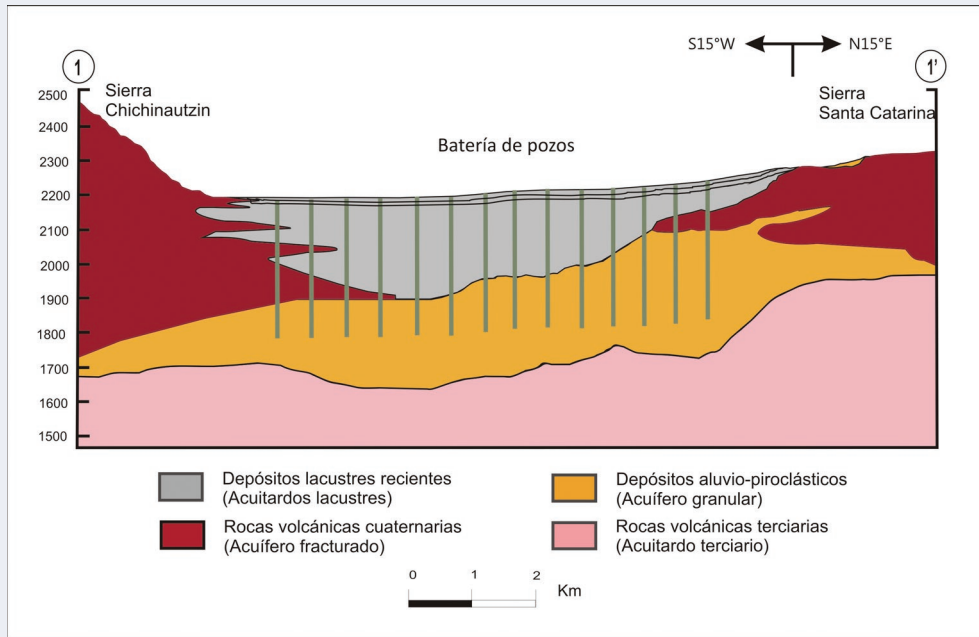 S15°W N15°E
1 1'
Sierra
Chichinautzin
Sierra
Santa Catarina
Batería de pozos
2500
2400
2300
2200
2100
2000
1900
1800
1700
1600
1500
Depósitos lacustres recientes
(Acuitardos lacustres)
Depósitos aluvio-piroclásticos
(Acuífero granular)
Rocas volcánicas cuaternarias
(Acuífero fracturado)
Rocas volcánicas terciarias
(Acuitardo terciario)
0 1 2
Km